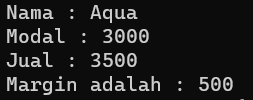 Nama : Aqua
Modal : 3000
Jual : 3500
Margin adalah : 500